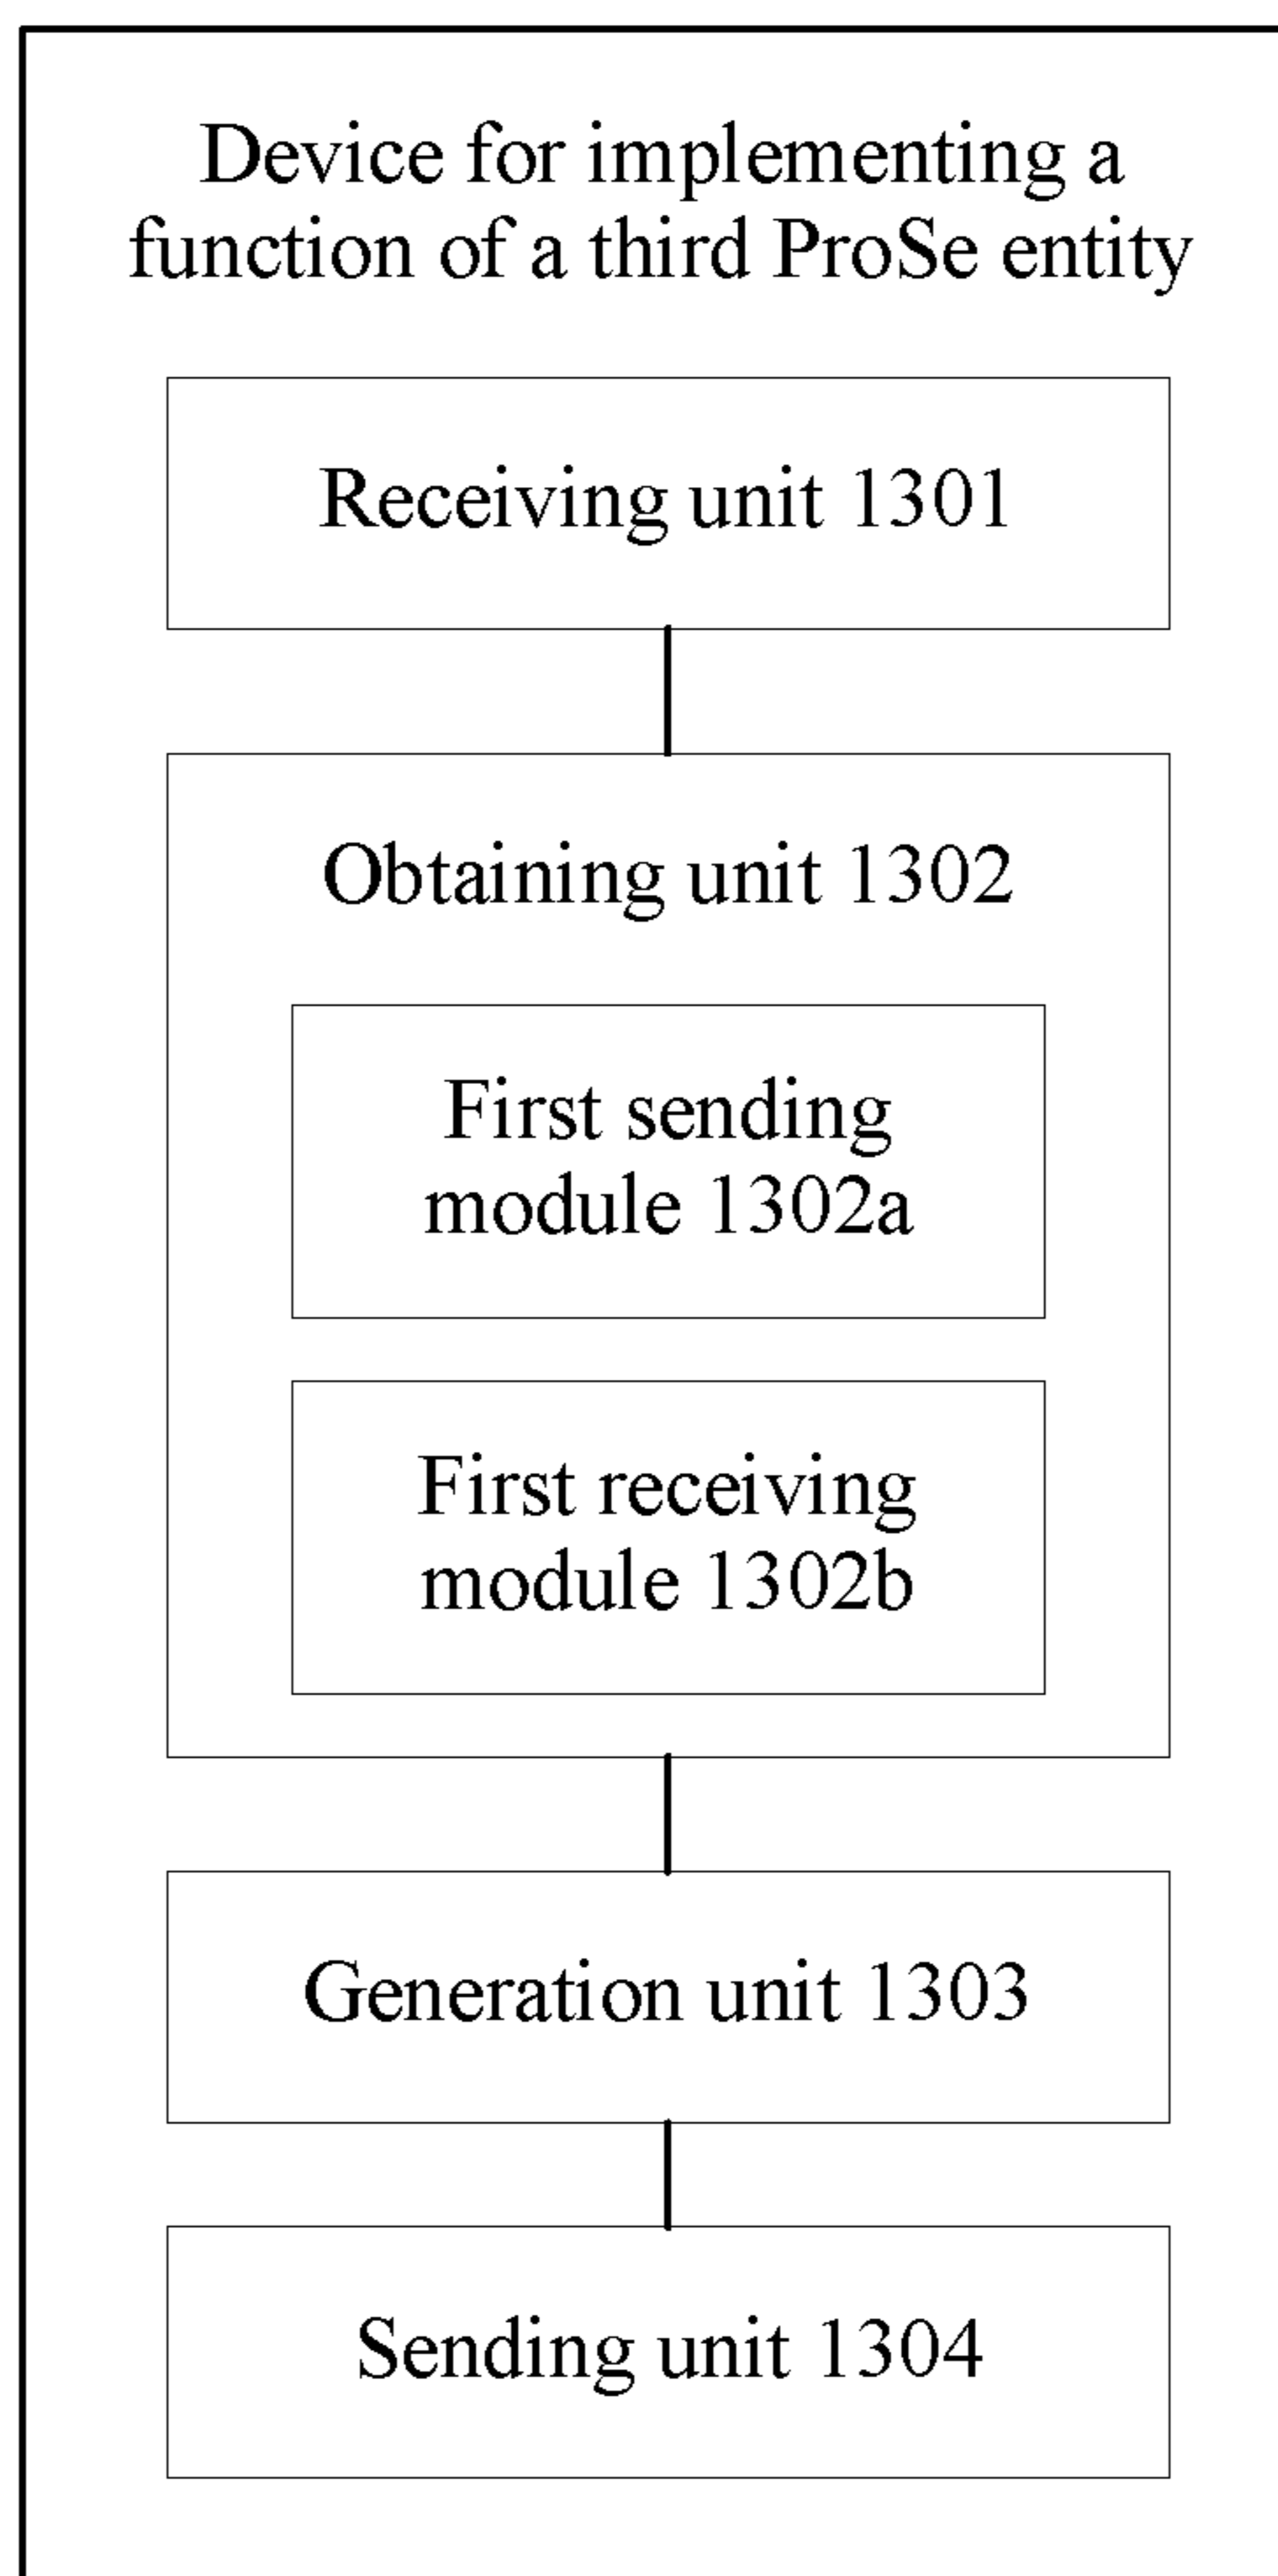 Device for implementing a
function of a third ProSe entity
Receiving unit 1301
Obtaining unit 1302
First sending
module 1302a
First receiving
module 1302b
Generation unit 1303
Sending unit 1304